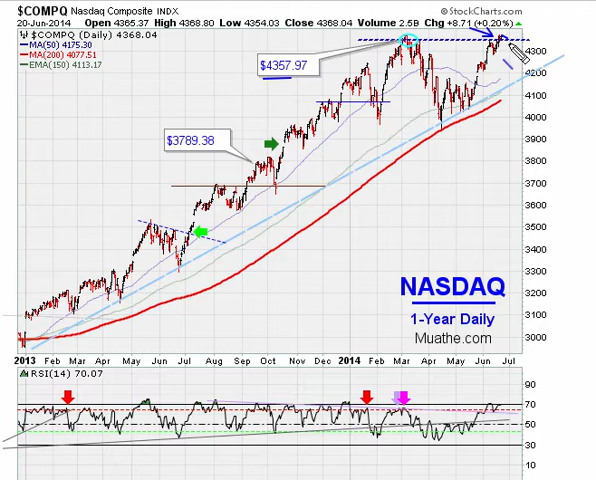 $COMPQ Nasdaq Composite INDX
© StockCharts.com
20-Jun-2014 Open 4365.37 High 4368.80 Low 4354.03 Close 4368.04 Volume 2.5B Chg +8.71 (+0.20%)
$COMPQ (Daily) 4368.04
MA(50) 4175.30
MA(200) 4077.51
EMA(150) 4113.17
$4357.97
$3789.38
4300
4200
4100
4000
3900
3800
3700
3600
3500
3400
3300
3200
3100
3000
NASDAQ
1-Year Daily
Muathe.com
2013 Feb Mar Apr May Jun Jul Aug Sep Oct Nov Dec 2014 Feb Mar Apr May Jun Jul
RSI(14) 70.07
90
70
50
30
10